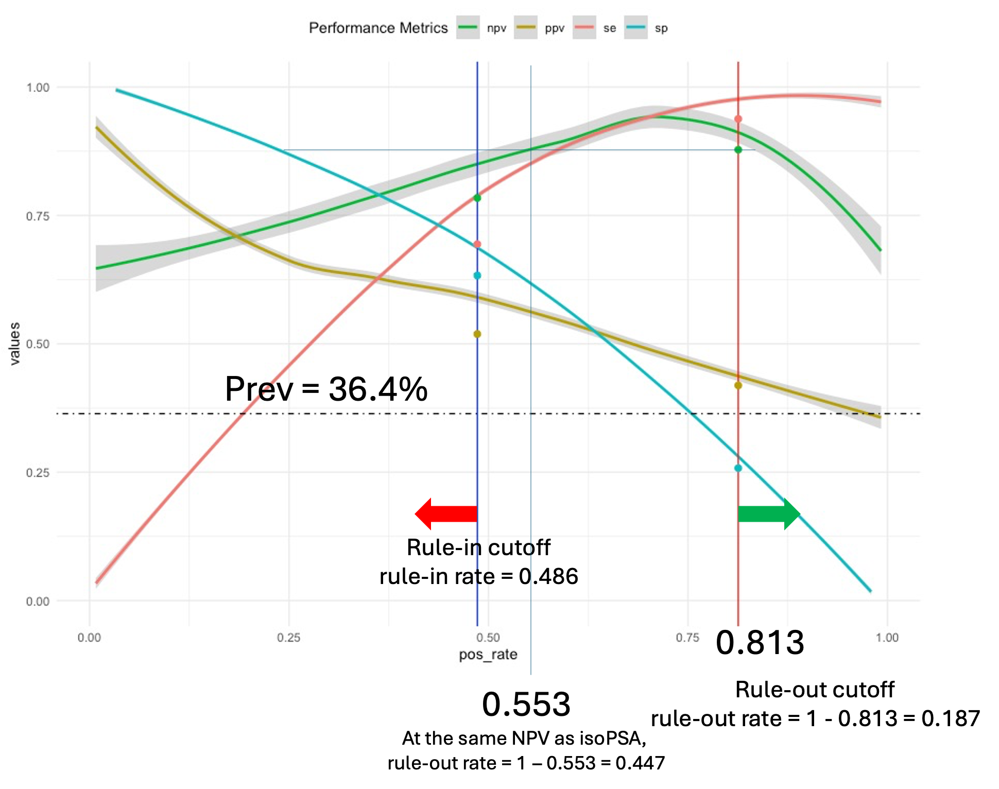 Performance Metrics npv ppv se sp
1.00
0.75
0.50
0.25
0.00
values
Prev = 36.4%
Rule-in cutoff
rule-in rate = 0.486
0.00 0.25 0.50 0.75 1.00
pos_rate
0.813
Rule-out cutoff
rule-out rate = 1 - 0.813 = 0.187
0.553
At the same NPV as isoPSA,
rule-out rate = 1 – 0.553 = 0.447